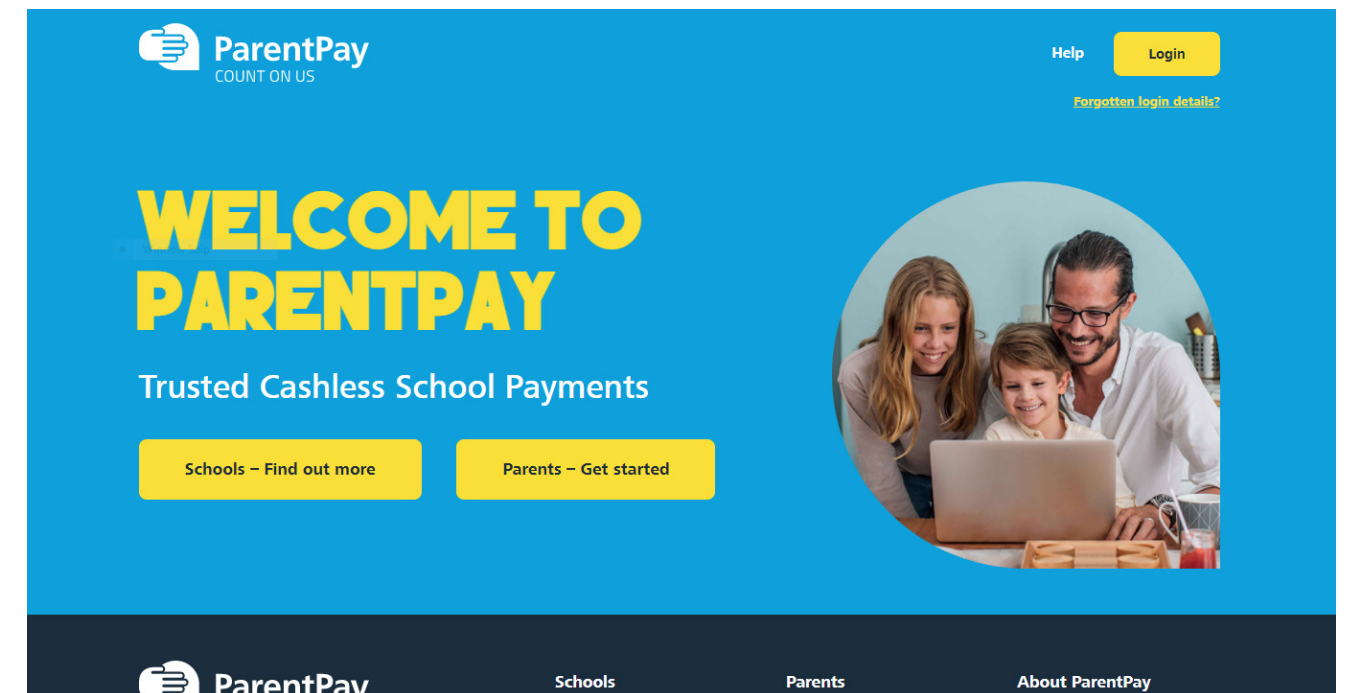 ParentPay
COUNT ON US
Help
Login
Forgotten login details?
WELCOME TO
PARENTPAY
Trusted Cashless School Payments
Schools – Find out more
Parents – Get started
ParentPay
Schools
Parents
About ParentPay